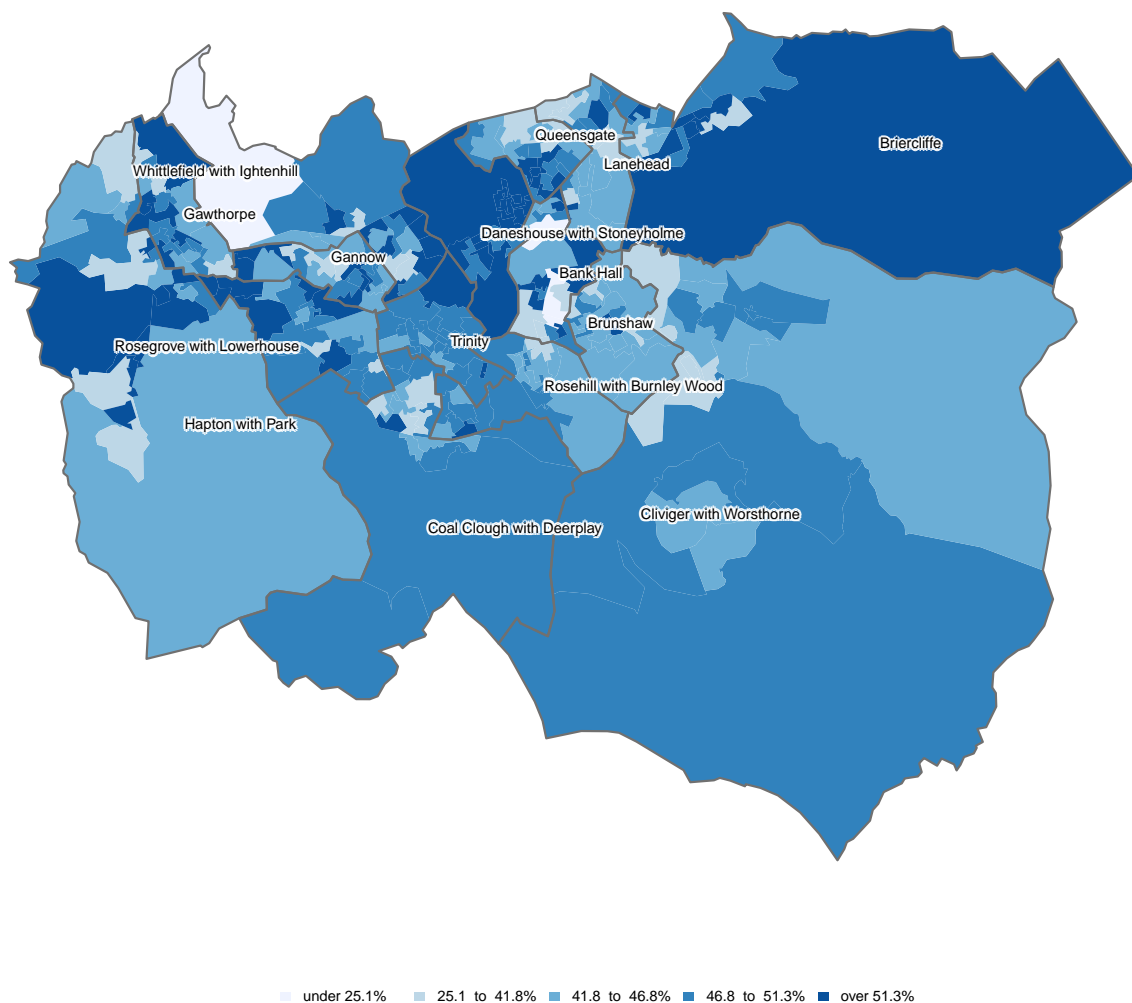 Queensgate
Briercliffe
Lanehead
Whittlefield with Ightenhill
Gawthorpe
Daneshouse with Stoneyholme
Gannow
Bank Hall
Brunshaw
Trinity
Rosegrove with Lowerhouse
Rosehill with Burnley Wood
Hapton with Park
Cliviger with Worsthorne
Coal Clough with Deerplay
under 25.1% 25.1 to 41.8% 41.8 to 46.8% 46.8 to 51.3% over 51.3%